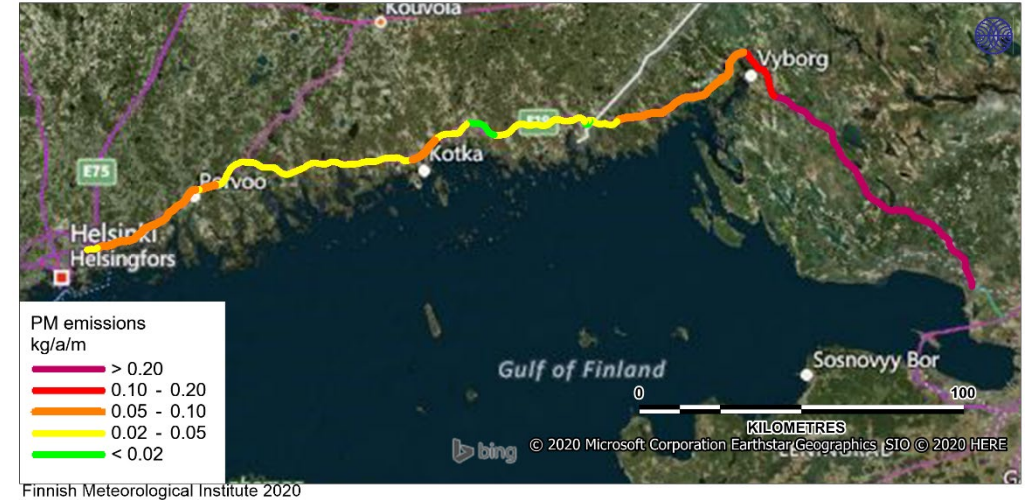 Kouvola
Vyborg
E18
Kotka
E75
Porvoo
Helsinki
Helsingfors
PM emissions
kg/a/m
> 0.20
0.10 - 0.20
0.05 - 0.10
0.02 - 0.05
< 0.02
Gulf of Finland
Sosnovyy Bor
0 100
KILOMETRES
bing
© 2020 Microsoft Corporation Earthstar Geographics SIO © 2020 HERE
Finnish Meteorological Institute 2020